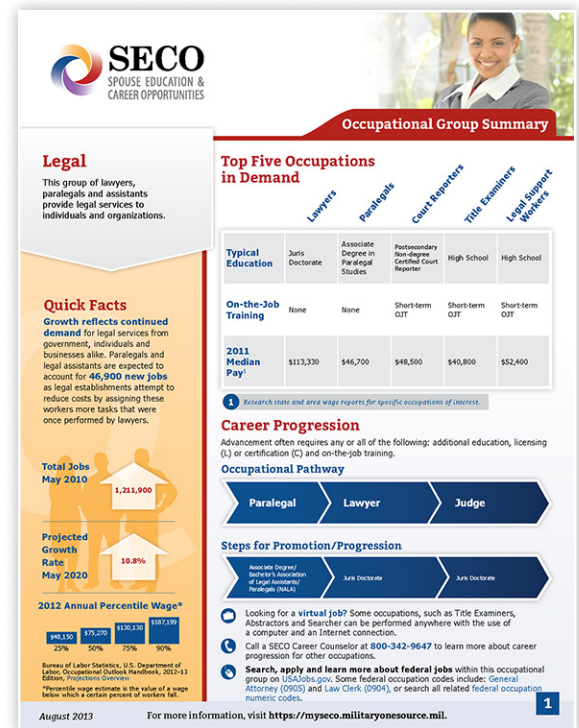 SECO
SPOUSE EDUCATION &
CAREER OPPORTUNITIES
Occupational Group Summary
Legal
This group of lawyers,
paralegals and assistants
provide legal services to
individuals and organizations.
Quick Facts
Growth reflects continued
demand for legal services from
government, individuals and
businesses alike. Paralegals and
legal assistants are expected to
account for 46,900 new jobs
as legal establishments attempt to
reduce costs by assigning these
workers more tasks that were
once performed by lawyers.
Total Jobs
May 2010
1,211,900
Projected
Growth
Rate
May 2020
10.8%
2012 Annual Percentile Wage*
$48,150 $75,270 $130,130 $187,199
25% 50% 75% 90%
Bureau of Labor Statistics, U.S. Department of
Labor, Occupational Outlook Handbook, 2012-13
Edition, Projections Overview
*Percentile wage estimate is the value of a wage
below which a certain percent of workers fall.
Top Five Occupations
in Demand
Lawyers
Paralegals
Court Reporters
Title Examiners
Legal Support
Workers
Typical
Education
Juris
Doctorate
Associate
Degree in
Paralegal
Studies
Postsecondary
Non-degree
Certified Court
Reporter
High School
High School
On-the-Job
Training
None
None
Short-term
OJT
Short-term
OJT
Short-term
OJT
2011
Median
Pay1
$113,330
$46,700
$48,500
$40,800
$52,400
1 Research state and area wage reports for specific occupations of interest.
Career Progression
Advancement often requires any or all of the following: additional education, licensing
(L) or certification (C) and on-the-job training.
Occupational Pathway
Paralegal
Lawyer
Judge
Steps for Promotion/Progression
Associate Degree/
Bachelor's Association
of Legal Assistants/
Paralegals (NALA)
Juris Doctorate
Juris Doctorate
Looking for a virtual job? Some occupations, such as Title Examiners,
Abstractors and Searcher can be performed anywhere with the use of
a computer and an Internet connection.
Call a SECO Career Counselor at 800-342-9647 to learn more about career
progression for other occupations.
Search, apply and learn more about federal jobs within this occupational
group on USAJobs.gov. Some federal occupation codes include: General
Attorney (0905) and Law Clerk (0904), or search all related federal occupation
numeric codes.
1
August 2013
For more information, visit https://myseco.militaryonesource.mil.